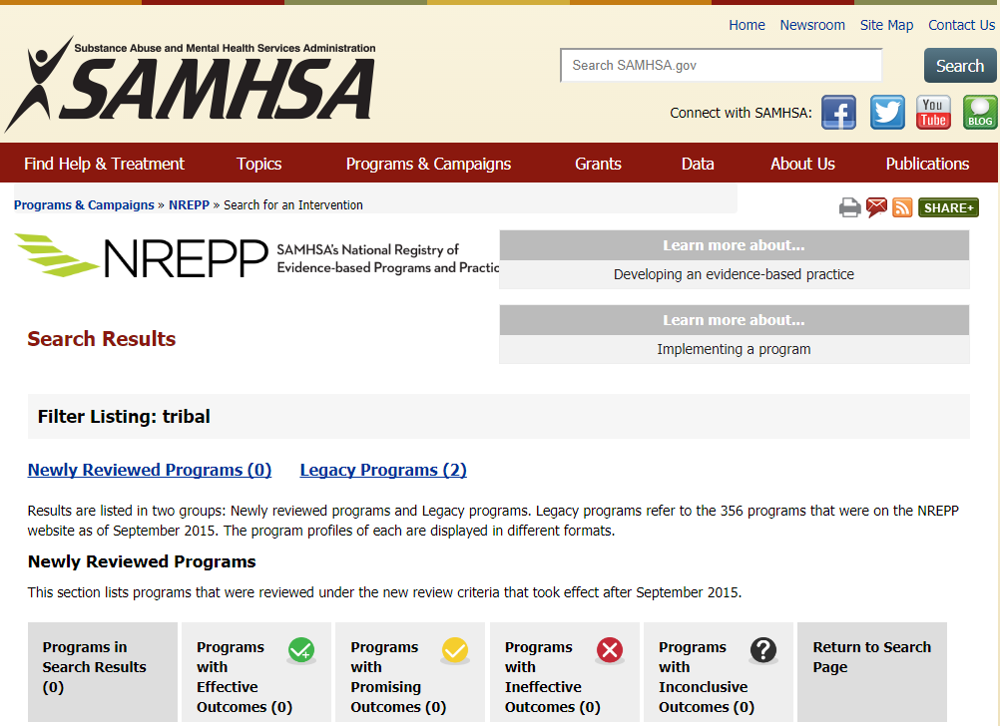 Home Newsroom Site Map Contact Us
Substance Abuse and Mental Health Services Administration
SAMHSA
Search SAMHSA.gov
Search
Connect with SAMHSA:
You
Tube
BLOG
Find Help & Treatment Topics Programs & Campaigns Grants Data About Us Publications
Programs & Campaigns » NREPP » Search for an Intervention
SHARE+
NREPP
SAMHSA's National Registry of
Evidence-based Programs and Practic
Learn more about...
Developing an evidence-based practice
Learn more about...
Implementing a program
Search Results
Filter Listing: tribal
Newly Reviewed Programs (0) Legacy Programs (2)
Results are listed in two groups: Newly reviewed programs and Legacy programs. Legacy programs refer to the 356 programs that were on the NREPP
website as of September 2015. The program profiles of each are displayed in different formats.
Newly Reviewed Programs
This section lists programs that were reviewed under the new review criteria that took effect after September 2015.
Programs in
Search Results
(0)
Programs
with
Effective
Outcomes (0)
Programs
with
Promising
Outcomes (0)
Programs
with
Ineffective
Outcomes (0)
Programs
with
Inconclusive
Outcomes (0)
Return to Search
Page